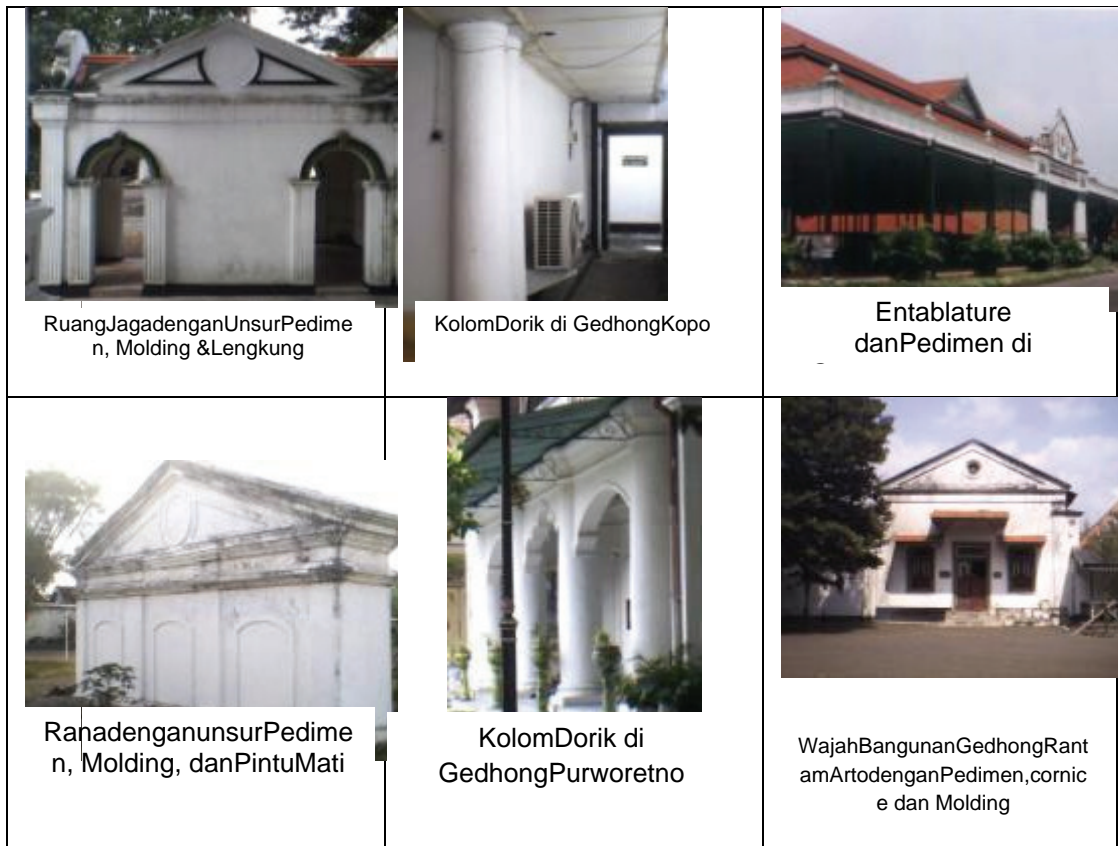 RuangJagadenganUnsurPedime
n, Molding &Lengkung
KolomDorik di GedhongKopo
Entablature
danPedimen di
RanadenganunsurPedime
n, Molding, danPintuMati
KolomDorik di
GedhongPurworetno
WajahBangunanGedhongRant
amArtodenganPedimen,cornic
e dan Molding